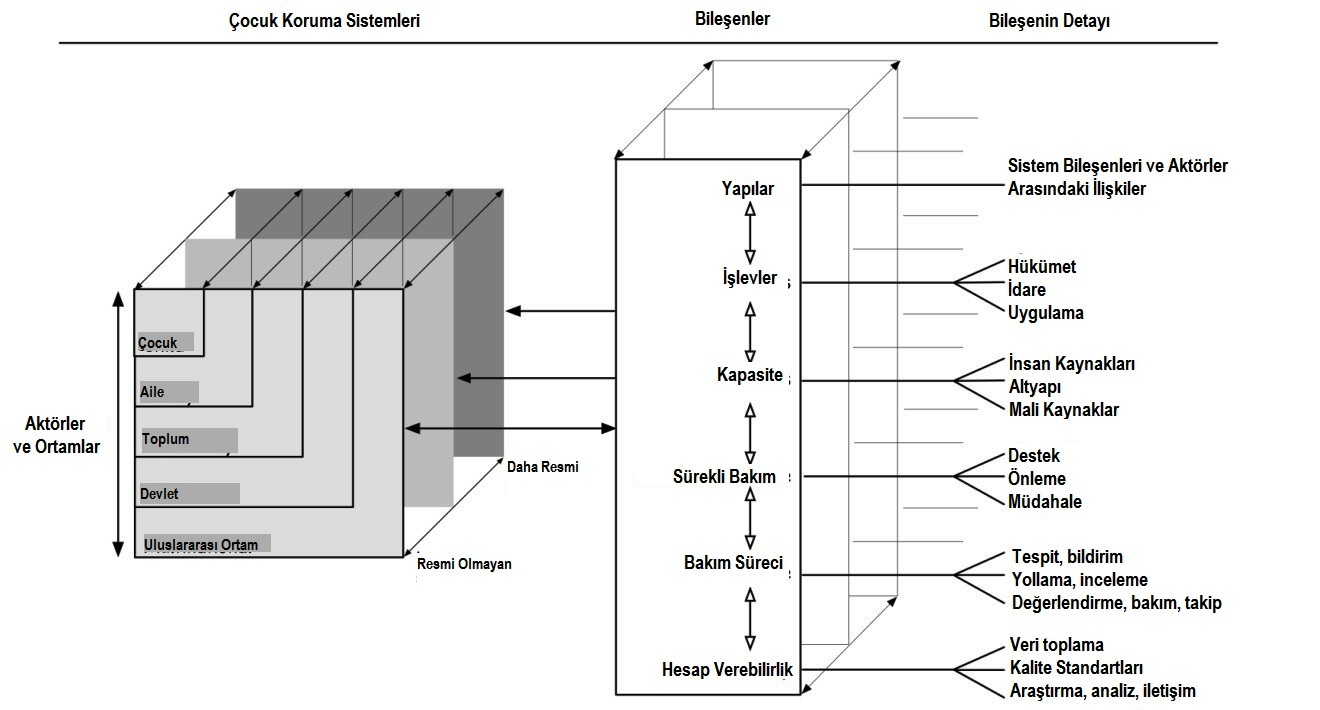 Çocuk Koruma Sistemleri
Bileşenler
Bileşenin Detayı
Aktörler
ve Ortamlar
Çocuk
Aile
Toplum
Devlet
Uluslararası Ortam
Daha Resmi
Resmi Olmayan
Yapılar
İşlevler
Kapasite
Sürekli Bakım
Bakım Süreci
Hesap Verebilirlik
Sistem Bileşenleri ve Aktörler
Arasındaki İlişkiler
Hükümet
İdare
Uygulama
İnsan Kaynakları
Altyapı
Mali Kaynaklar
Destek
Önleme
Müdahale
Tespit, bildirim
Yollama, inceleme
Değerlendirme, bakım, takip
Veri toplama
Kalite Standartları
Araştırma, analiz, iletişim